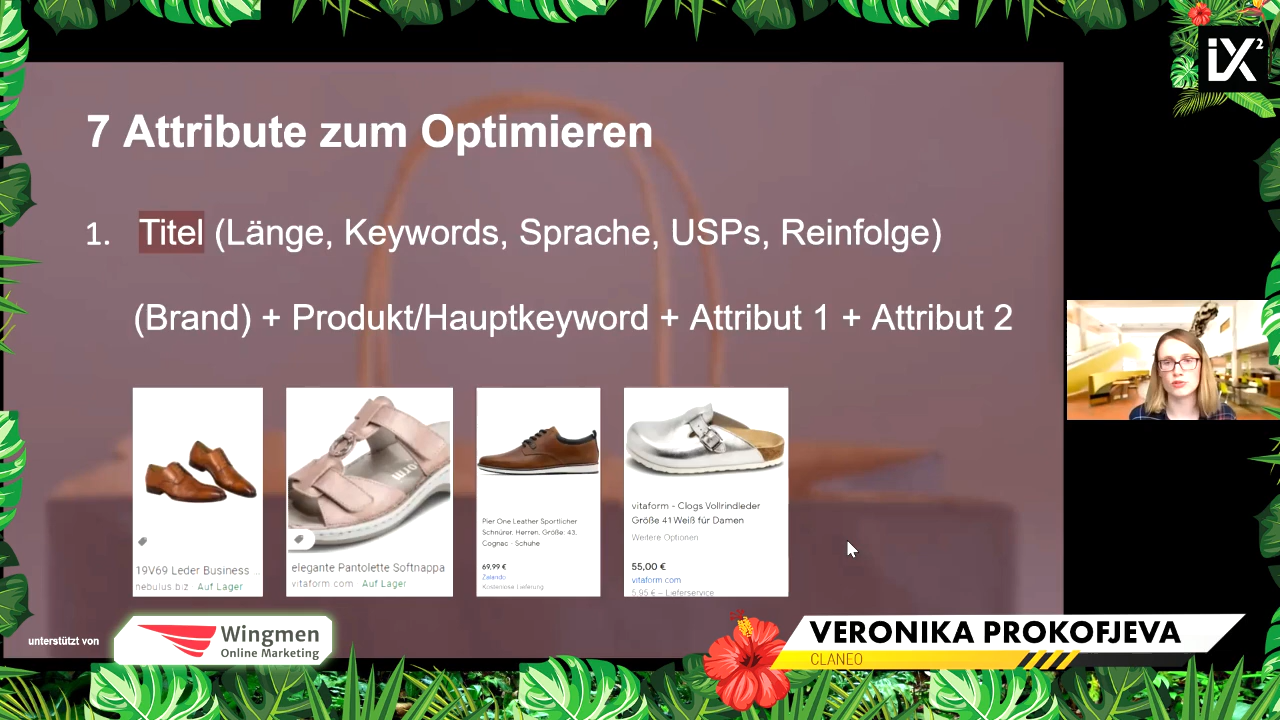 iX²
7 Attribute zum Optimieren
1. Titel (Länge, Keywords, Sprache, USPs, Reinfolge)
(Brand) + Produkt/Hauptkeyword + Attribut 1 + Attribut 2
19V69 Leder Business ...
nebulus.biz · Auf Lager
elegante Pantolette Softnappa
vitaform.com · Auf Lager
Pier One Leather Sportlicher
Schnürer, Herren, Größe: 43,
Cognac - Schuhe
69,99 €
Zalando
Kostenlose Lieferung
vitaform - Clogs Vollrindleder
Größe 41 Weiß für Damen
Weitere Optionen
55,00 €
vitaform.com
5,95 € – Lieferservice
unterstützt von
Wingmen
Online Marketing
VERONIKA PROKOFJEVA
CLANEO